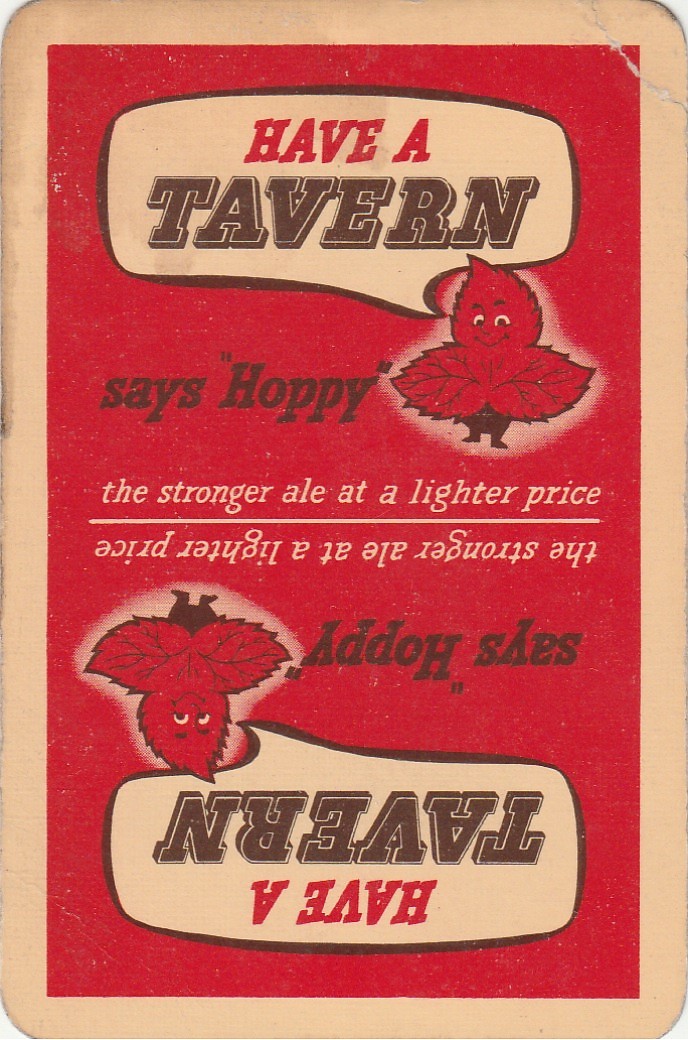 HAVE A
TAVERN
says "Hoppy"
the stronger ale at a lighter price
the stronger ale at a lighter price
says "Hoppy"
HAVE A
TAVERN